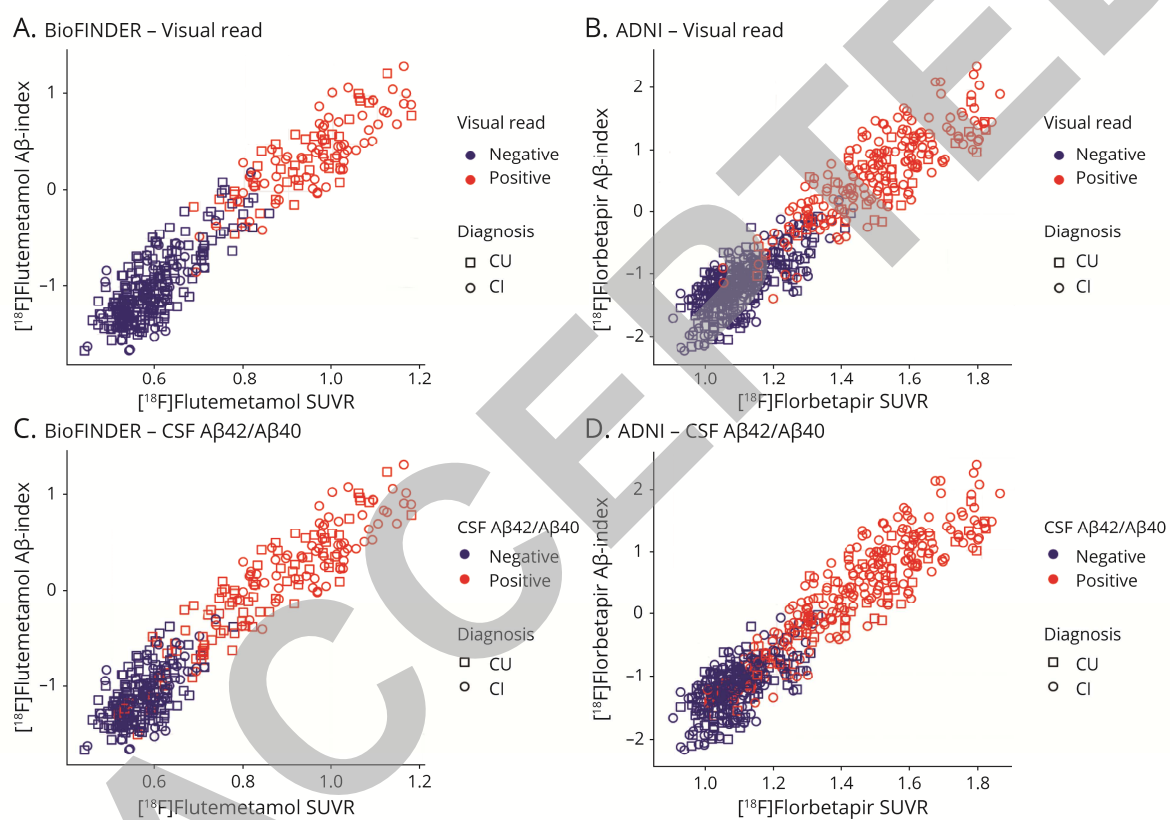 A. BioFINDER – Visual read
[¹⁸F]Flutemetamol Aβ-index
1
0
−1
0.6 0.8 1.0 1.2
[¹⁸F]Flutemetamol SUVR
Visual read
Negative
Positive
Diagnosis
CU
CI
B. ADNI – Visual read
[¹⁸F]Florbetapir Aβ-index
2
1
0
−1
−2
1.0 1.2 1.4 1.6 1.8
[¹⁸F]Florbetapir SUVR
Visual read
Negative
Positive
Diagnosis
CU
CI
C. BioFINDER – CSF Aβ42/Aβ40
[¹⁸F]Flutemetamol Aβ-index
1
0
−1
0.6 0.8 1.0 1.2
[¹⁸F]Flutemetamol SUVR
CSF Aβ42/Aβ40
Negative
Positive
Diagnosis
CU
CI
D. ADNI – CSF Aβ42/Aβ40
[¹⁸F]Florbetapir Aβ-index
2
1
0
−1
−2
1.0 1.2 1.4 1.6 1.8
[¹⁸F]Florbetapir SUVR
CSF Aβ42/Aβ40
Negative
Positive
Diagnosis
CU
CI
ACCEPTED